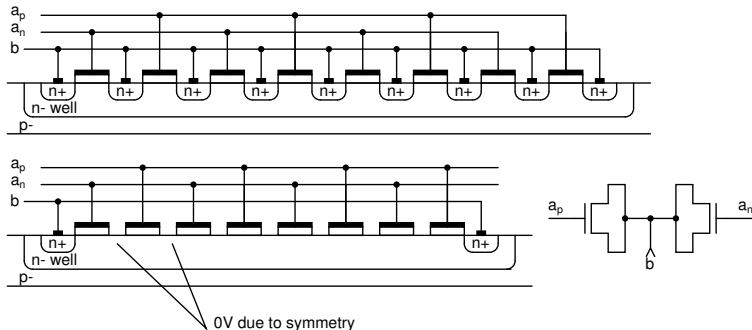 a_p
a_n
b
n+ n+ n+ n+ n+ n+ n+ n+ n+
n- well
p-
a_p
a_n
b
n+ n+
n- well
p-
0V due to symmetry
a_p a_n
b